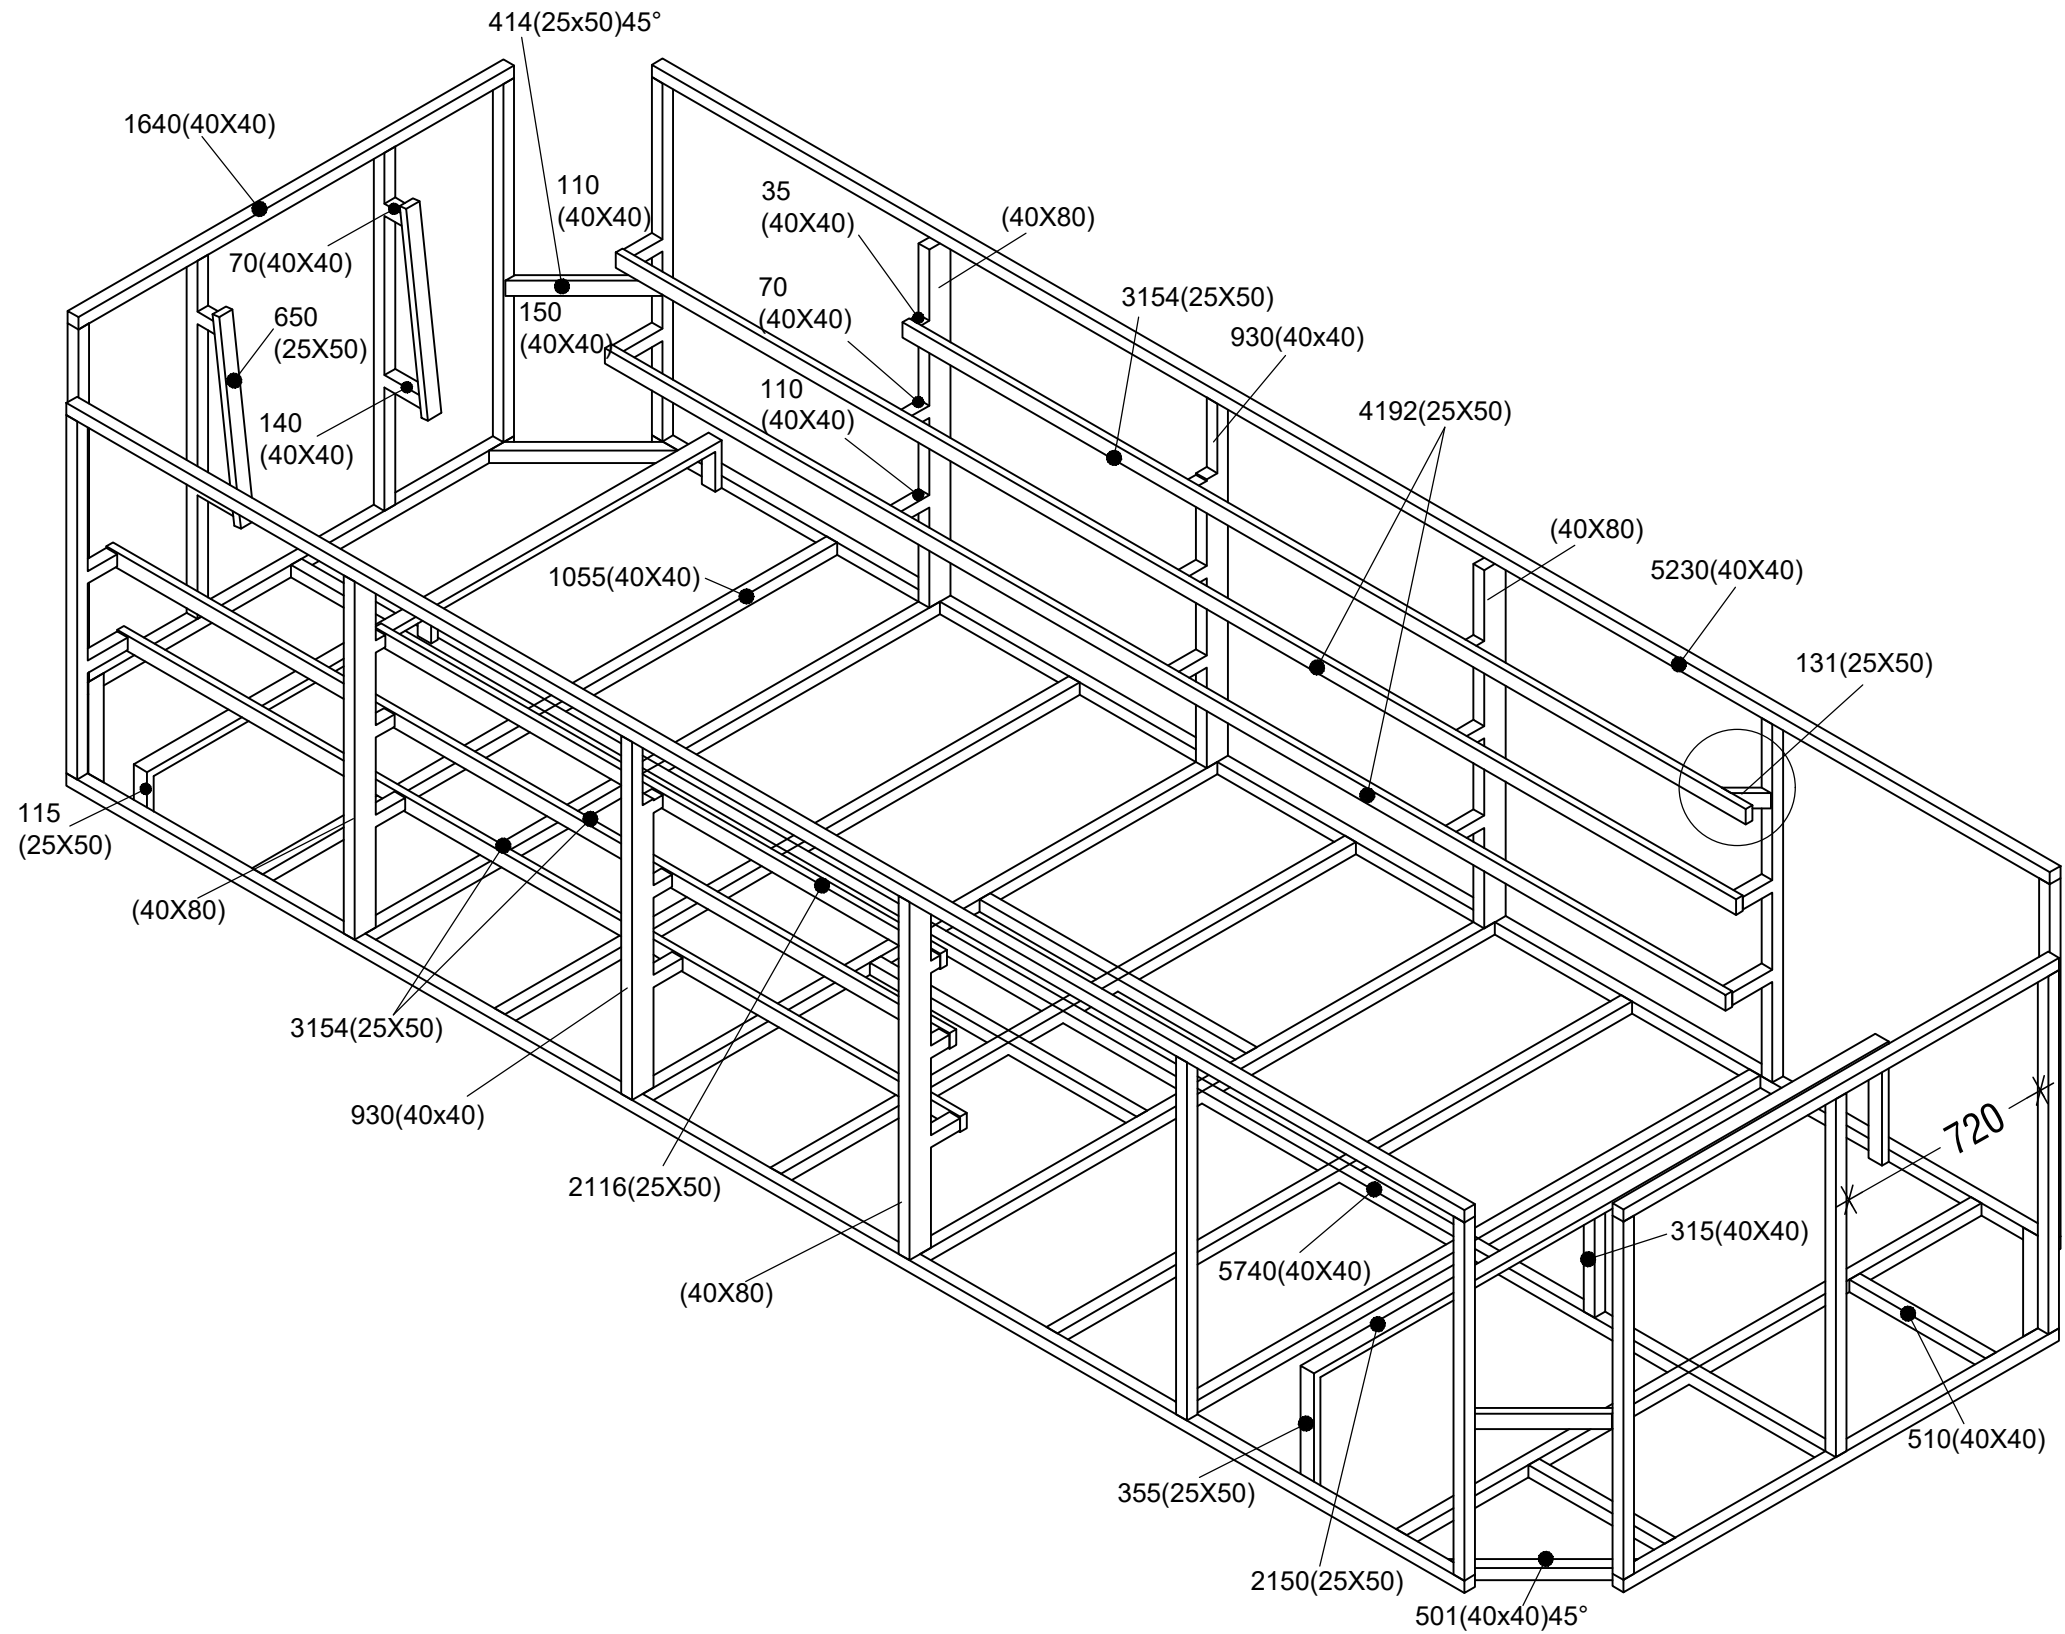 414(25x50)45°
1640(40X40)
110
(40X40)
35
(40X40)
(40X80)
70(40X40)
70
(40X40)
3154(25X50)
650
(25X50)
150
(40X40)
930(40x40)
110
(40X40)
4192(25X50)
140
(40X40)
(40X80)
1055(40X40)
5230(40X40)
131(25X50)
115
(25X50)
(40X80)
3154(25X50)
930(40x40)
720
2116(25X50)
315(40X40)
5740(40X40)
(40X80)
510(40X40)
355(25X50)
2150(25X50)
501(40x40)45°